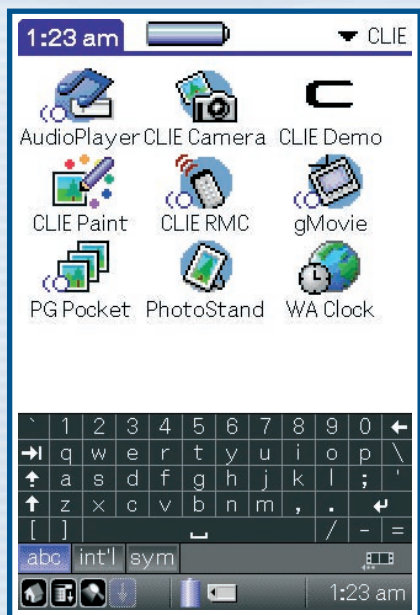 1:23 am CLIE
AudioPlayer CLIE Camera CLIE Demo
CLIE Paint CLIE RMC gMovie
PG Pocket PhotoStand WA Clock
` 1 2 3 4 5 6 7 8 9 0
q w e r t y u i o p \
a s d f g h j k l ; '
z x c v b n m , .
[ ] / - =
abc int'l sym
1:23 am